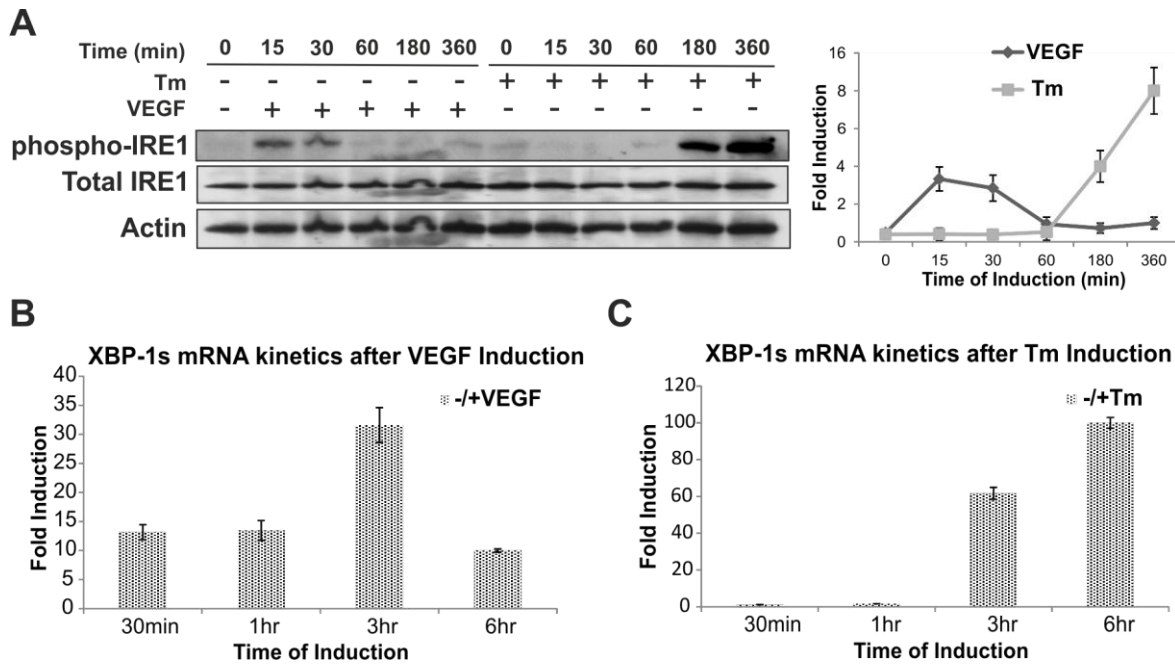 A
Time (min) 0 15 30 60 180 360 0 15 30 60 180 360
Tm - - - - - - + + + + + +
VEGF - + + + + + - - - - - -
phospho-IRE1
Total IRE1
Actin
VEGF
Tm
Fold Induction
16
8
4
2
0
0 15 30 60 180 360
Time of Induction (min)
B
XBP-1s mRNA kinetics after VEGF Induction
-/+VEGF
Fold Induction
40
35
30
25
20
15
10
5
0
30min 1hr 3hr 6hr
Time of Induction
C
XBP-1s mRNA kinetics after Tm Induction
-/+Tm
Fold Induction
120
100
80
60
40
20
0
30min 1hr 3hr 6hr
Time of Induction